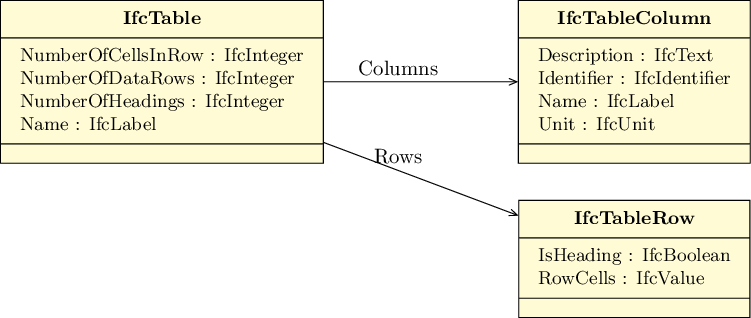 IfcTable
NumberOfCellsInRow : IfcInteger
NumberOfDataRows : IfcInteger
NumberOfHeadings : IfcInteger
Name : IfcLabel
Columns
Rows
IfcTableColumn
Description : IfcText
Identifier : IfcIdentifier
Name : IfcLabel
Unit : IfcUnit
IfcTableRow
IsHeading : IfcBoolean
RowCells : IfcValue